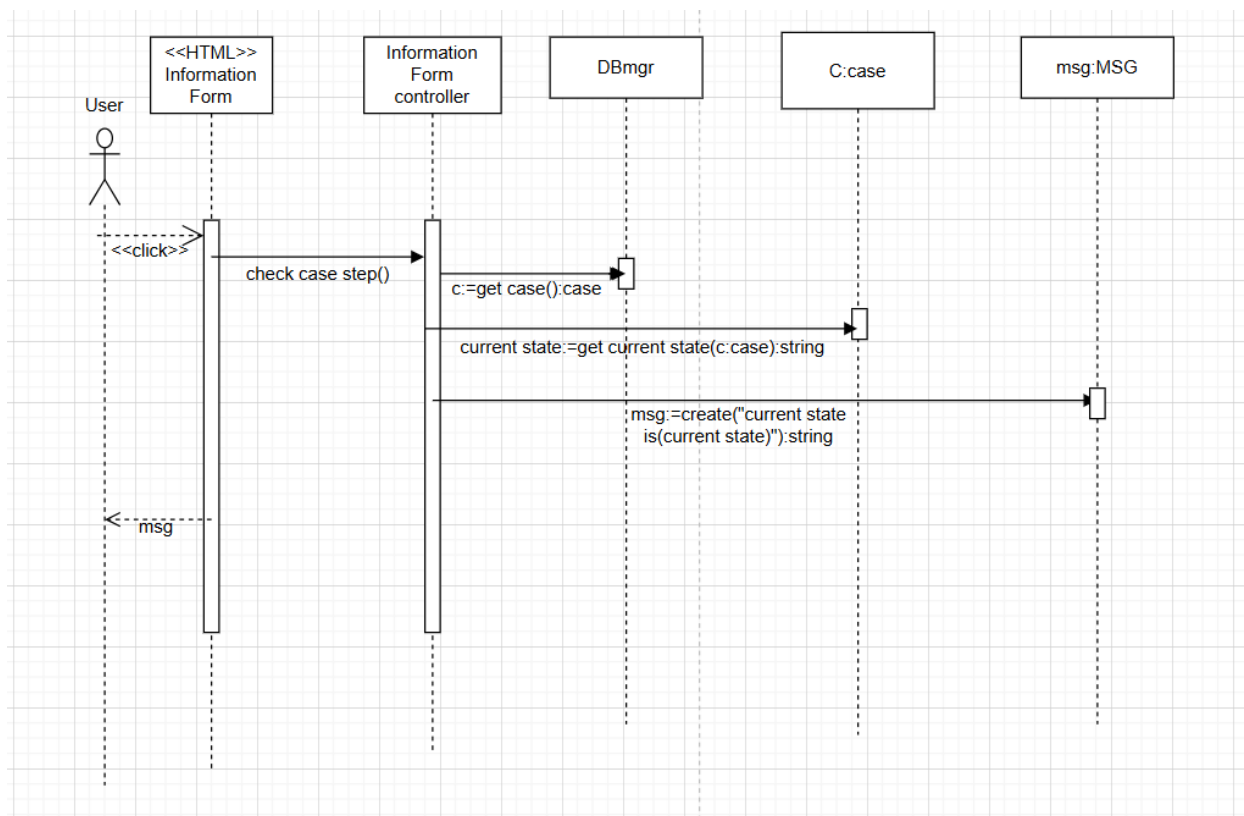 <<HTML>>
Information
Form
Information
Form
controller
DBmgr
C:case
msg:MSG
User
<<click>>
check case step()
c:=get case():case
current state:=get current state(c:case):string
msg:=create("current state
is(current state)"):string
msg